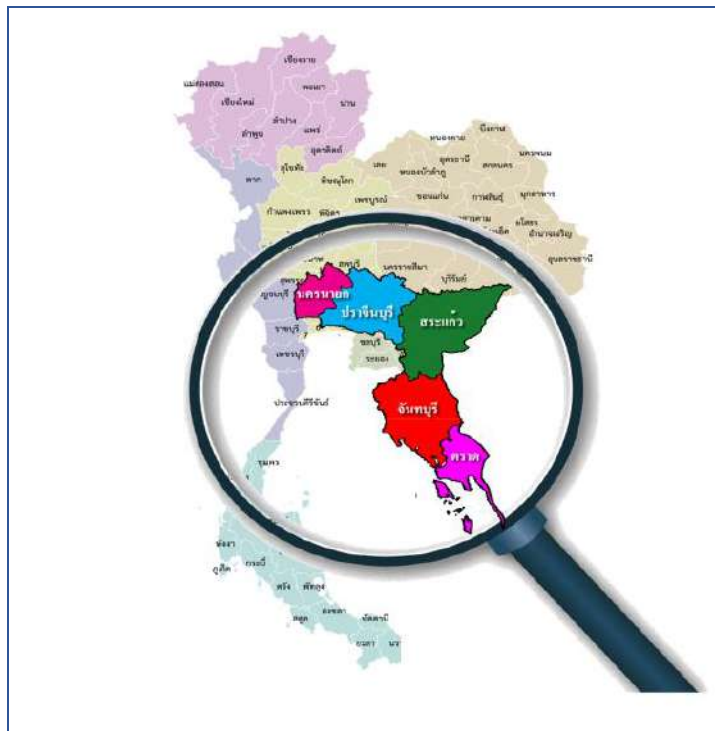 เชียงราย
แม่ฮ่องสอน
พะเยา
เชียงใหม่
น่าน
ลำปาง
ลำพูน
แพร่
อุตรดิตถ์
บึงกาฬ
หนองคาย
สุโขทัย
เลย
อุดรธานี
นครพนม
หนองบัวลำภู
สกลนคร
ตาก
พิษณุโลก
ขอนแก่น
กาฬสินธุ์
มุกดาหาร
เพชรบูรณ์
กำแพงเพชร
พิจิตร
ยโสธร
อำนาจเจริญ
อุบลราชธานี
ลพบุรี
นครราชสีมา
บุรีรัมย์
นครนายก
ปราจีนบุรี
สระแก้ว
ราชบุรี
ชลบุรี
เพชรบุรี
ระยอง
ประจวบคีรีขันธ์
จันทบุรี
ตราด
ชุมพร
พังงา
กระบี่
ภูเก็ต
ตรัง
พัทลุง
สตูล
สงขลา
ปัตตานี
ยะลา